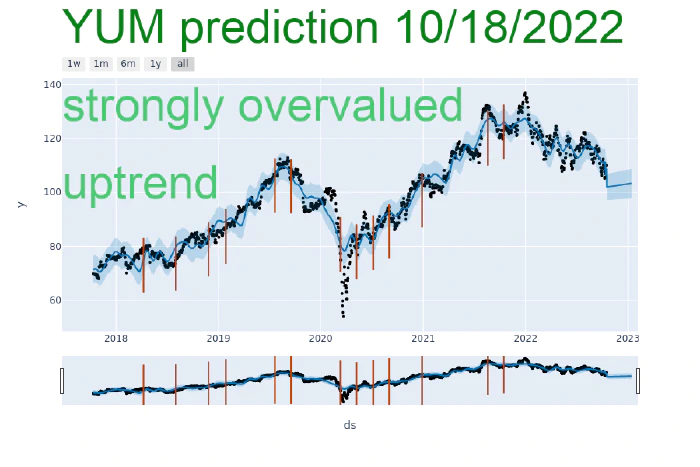 YUM prediction 10/18/2022
1w 1m 6m 1y all
140
strongly overvalued
120
uptrend
100
y
80
60
2018 2019 2020 2021 2022 2023
ds